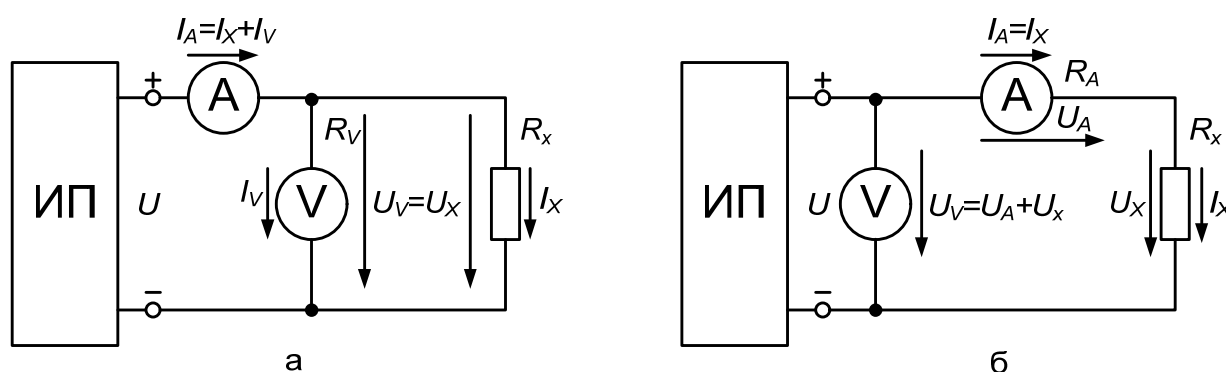 I_A=I_X+I_V
+
A
ИП
U
R_V
R_x
I_V
V
U_V=U_X
I_X
−
а
I_A=I_X
+
A
R_A
U_A
R_x
ИП
U
V
U_V=U_A+U_x
U_X
I_X
−
б